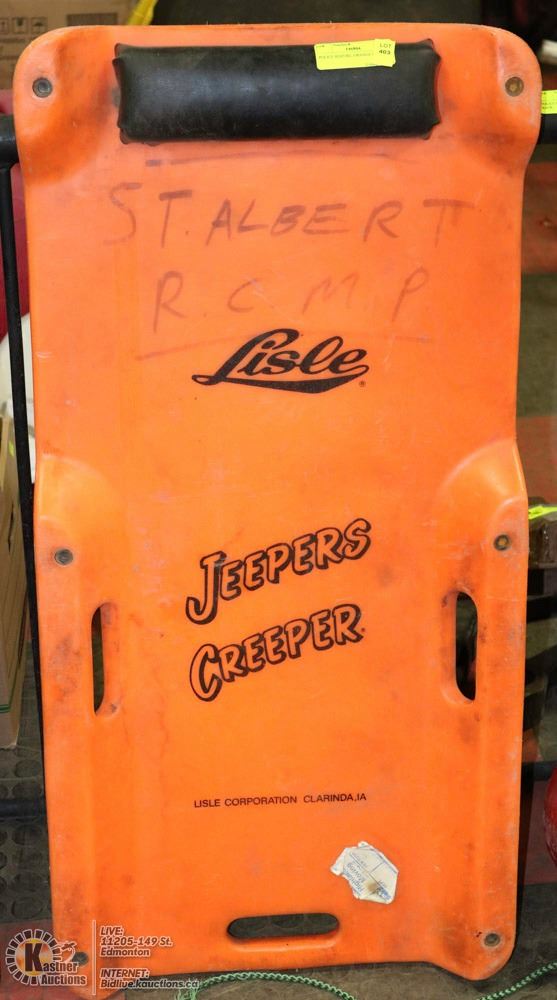 LOT
403
ST. ALBERT
R.C.M.P
Lisle®
JEEPERS
CREEPER
LISLE CORPORATION CLARINDA, IA
Kastner
Auctions
LIVE:
11205-149 St.
Edmonton
INTERNET:
Bidlive.kauctions.ca